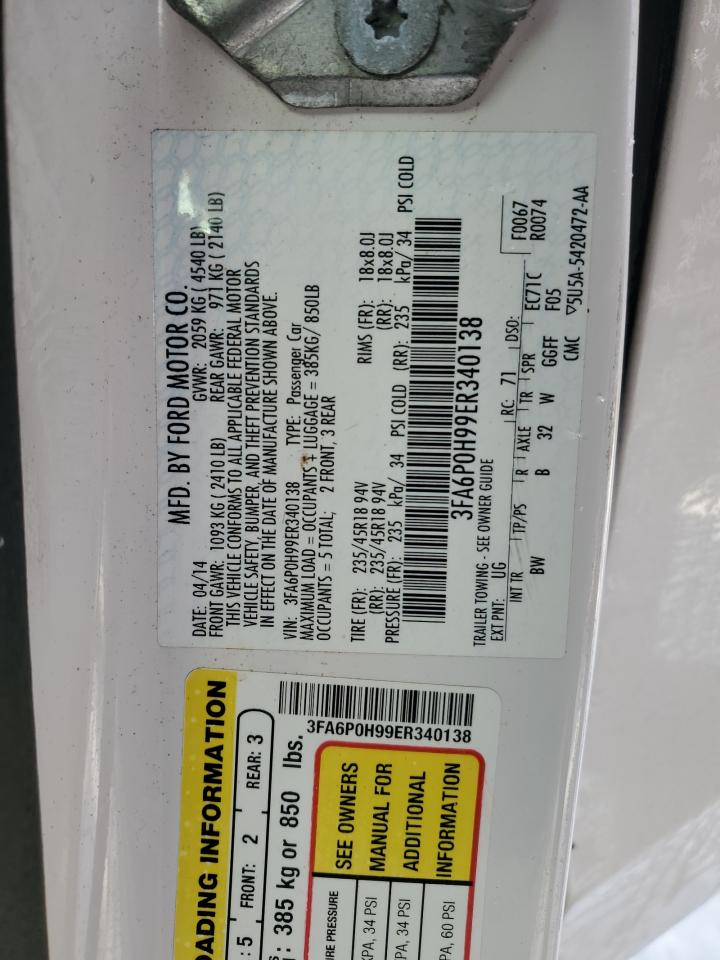 MFD. BY FORD MOTOR CO.
DATE: 04/14 GVWR: 2059 KG ( 4540 LB)
FRONT GAWR: 1093 KG ( 2410 LB) REAR GAWR: 971 KG ( 2140 LB)
THIS VEHICLE CONFORMS TO ALL APPLICABLE FEDERAL MOTOR
VEHICLE SAFETY, BUMPER, AND THEFT PREVENTION STANDARDS
IN EFFECT ON THE DATE OF MANUFACTURE SHOWN ABOVE.
VIN: 3FA6P0H99ER340138 TYPE: Passenger Car
MAXIMUM LOAD = OCCUPANTS + LUGGAGE = 385KG/ 850LB
OCCUPANTS = 5 TOTAL; 2 FRONT, 3 REAR
TIRE (FR): 235/45R18 94V RIMS (FR): 18x8.0J
(RR): 235/45R18 94V (RR): 18x8.0J
PRESSURE (FR): 235 kPa/ 34 PSI COLD (RR): 235 kPa/ 34 PSI COLD
3FA6P0H99ER340138
TRAILER TOWING - SEE OWNER GUIDE
EXT PNT: UG RC: 71 DSO: F0067
R0074
INT TR TP/PS R AXLE TR SPR EC71C
BW B 32 W GGFF F05
CMC ▽5U5A-5420472-AA
OADING INFORMATION
: 5 FRONT: 2 REAR: 3
: 385 kg or 850 lbs.
3FA6P0H99ER340138
URE PRESSURE
KPA, 34 PSI
PA, 34 PSI
PA, 60 PSI
SEE OWNERS
MANUAL FOR
ADDITIONAL
INFORMATION